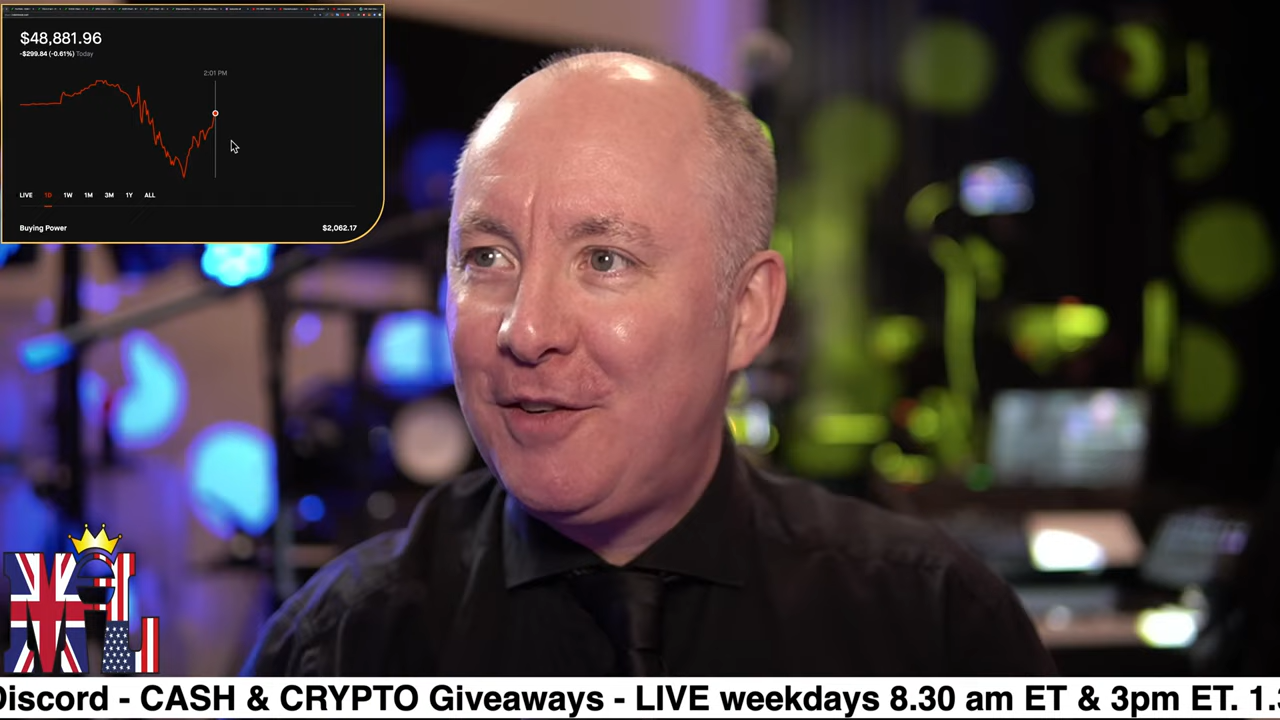 $48,881.96
-$299.84 (-0.61%) Today
2:01 PM
LIVE 1D 1W 1M 3M 1Y ALL
Buying Power $2,062.17
Discord - CASH & CRYPTO Giveaways - LIVE weekdays 8.30 am ET & 3pm ET.